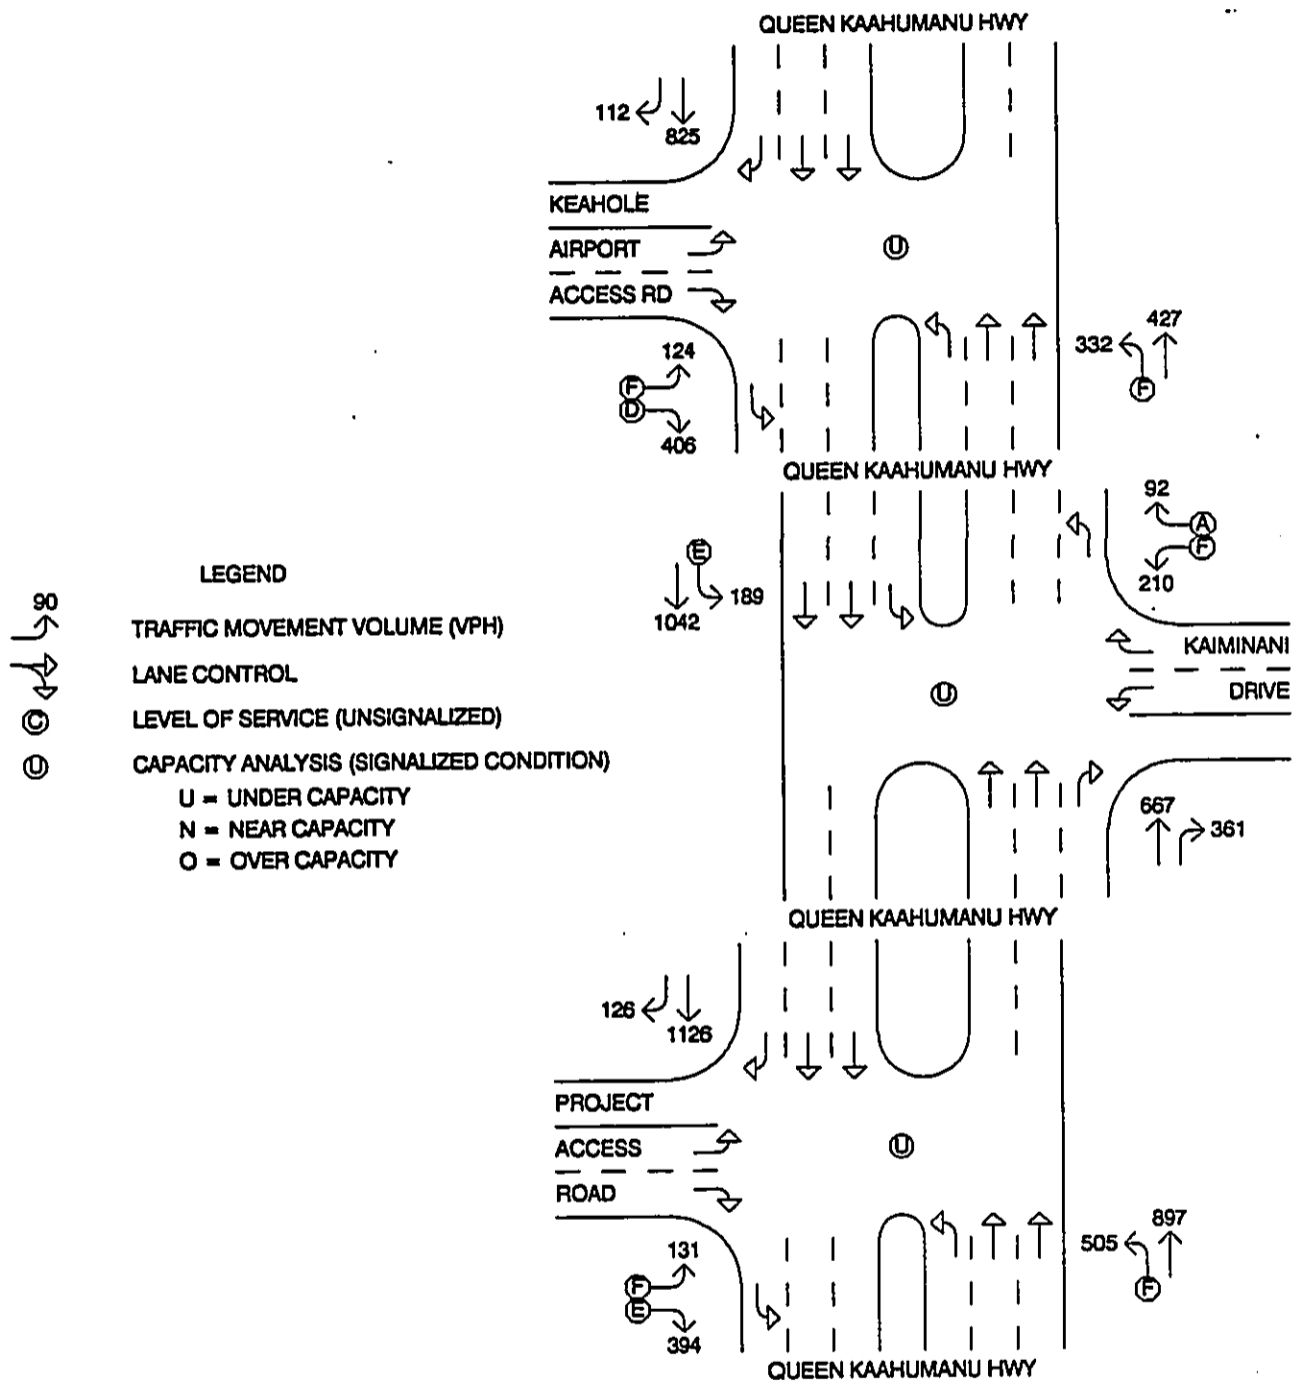 QUEEN KAAHUMANU HWY
112
825
KEAHOLE
AIRPORT
ACCESS RD
U
124
F
D
406
332
427
F
QUEEN KAAHUMANU HWY
92
A
F
210
E
189
1042
KAIMINANI
DRIVE
U
667
361
LEGEND
90
TRAFFIC MOVEMENT VOLUME (VPH)
LANE CONTROL
C LEVEL OF SERVICE (UNSIGNALIZED)
U CAPACITY ANALYSIS (SIGNALIZED CONDITION)
U = UNDER CAPACITY
N = NEAR CAPACITY
O = OVER CAPACITY
QUEEN KAAHUMANU HWY
126
1126
PROJECT
ACCESS
ROAD
U
131
F
E
394
505
897
F
QUEEN KAAHUMANU HWY